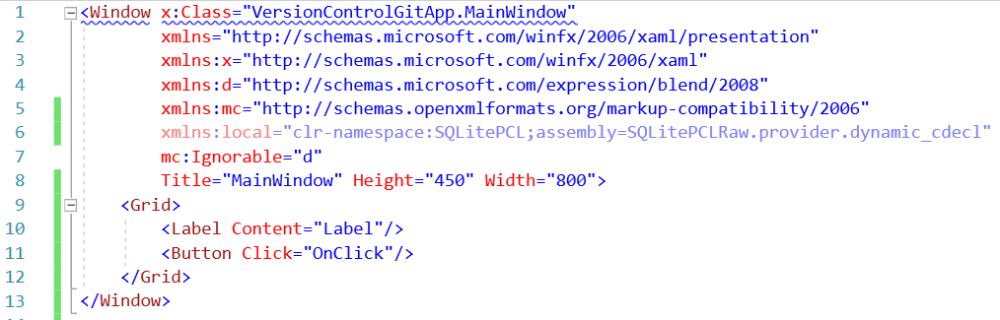 1 <Window x:Class="VersionControlGitApp.MainWindow"
2 xmlns="http://schemas.microsoft.com/winfx/2006/xaml/presentation"
3 xmlns:x="http://schemas.microsoft.com/winfx/2006/xaml"
4 xmlns:d="http://schemas.microsoft.com/expression/blend/2008"
5 xmlns:mc="http://schemas.openxmlformats.org/markup-compatibility/2006"
6 xmlns:local="clr-namespace:SQLitePCL;assembly=SQLitePCLRaw.provider.dynamic_cdecl"
7 mc:Ignorable="d"
8 Title="MainWindow" Height="450" Width="800">
9 <Grid>
10 <Label Content="Label"/>
11 <Button Click="OnClick"/>
12 </Grid>
13 </Window>